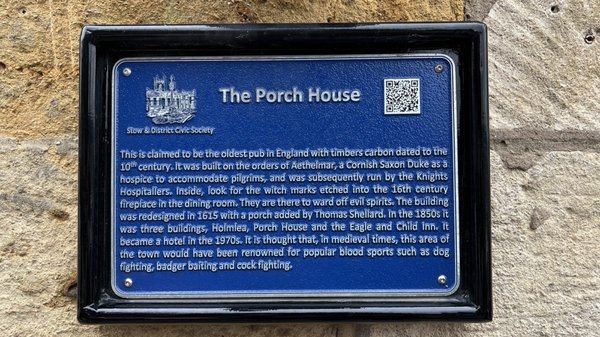 The Porch House
Stow & District Civic Society
This is claimed to be the oldest pub in England with timbers carbon dated to the
10th century. It was built on the orders of Aethelmar, a Cornish Saxon Duke as a
hospice to accommodate pilgrims, and was subsequently run by the Knights
Hospitallers. Inside, look for the witch marks etched into the 16th century
fireplace in the dining room. They are there to ward off evil spirits. The building
was redesigned in 1615 with a porch added by Thomas Shellard. In the 1850s it
was three buildings, Holmlea, Porch House and the Eagle and Child Inn. It
became a hotel in the 1970s. It is thought that, in medieval times, this area of
the town would have been renowned for popular blood sports such as dog
fighting, badger baiting and cock fighting.